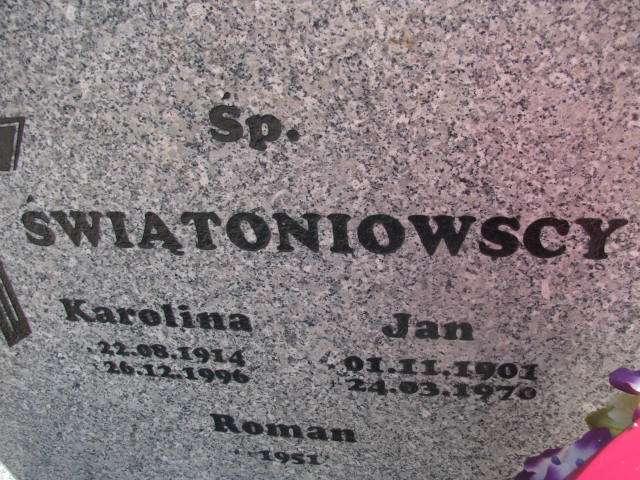 Śp.
ŚWIĄTONIOWSCY
Karolina Jan
22.08.1914 01.11.1901
26.12.1996 24.03.1970
Roman
1951